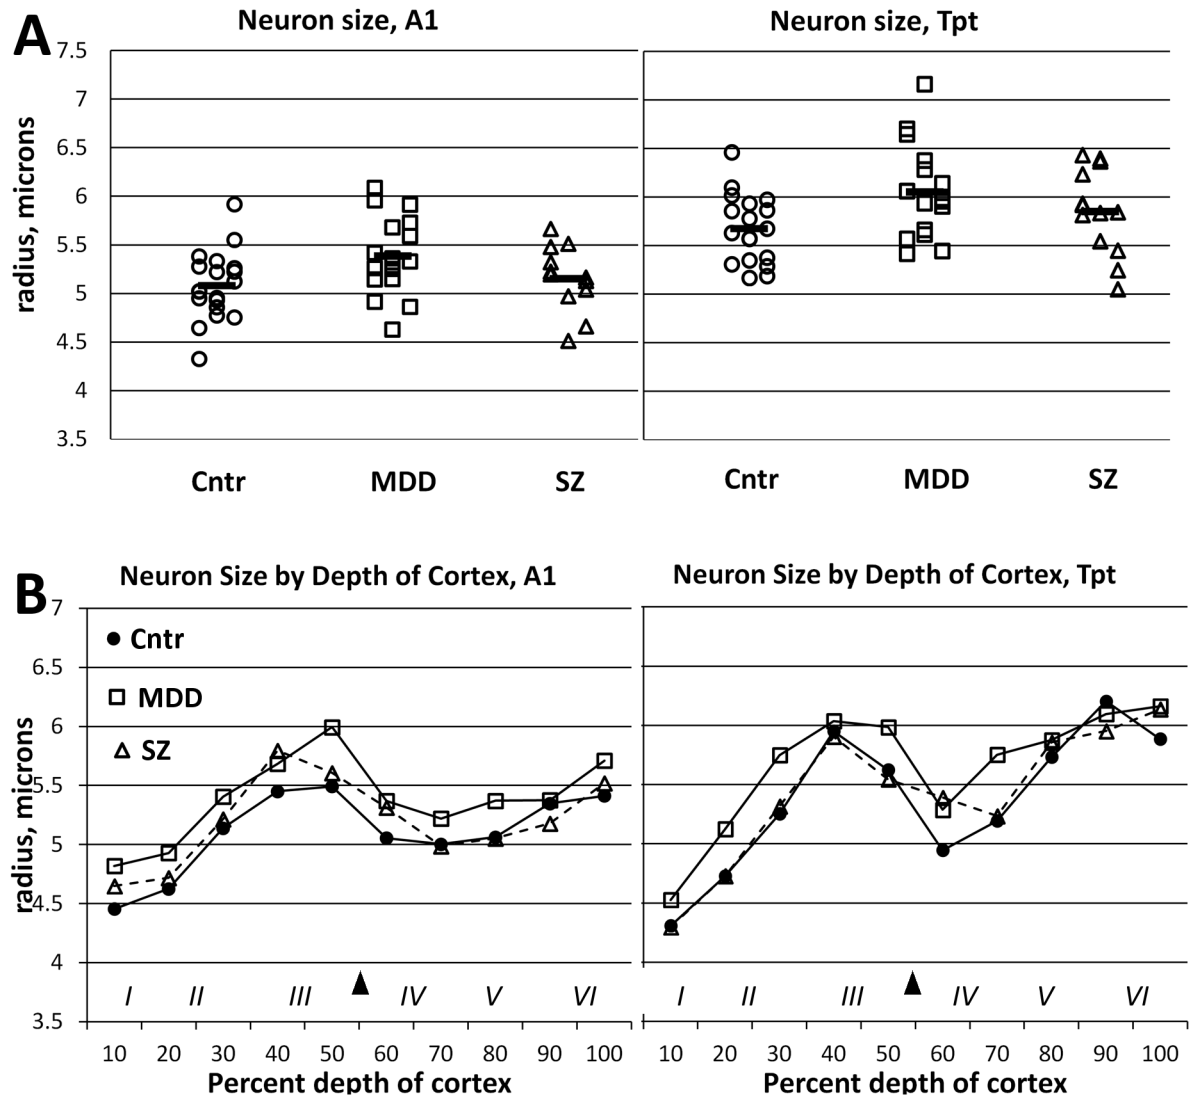 A
Neuron size, A1
Neuron size, Tpt
radius, microns
7.5
7
6.5
6
5.5
5
4.5
4
3.5
Cntr MDD SZ
Cntr MDD SZ
B
Neuron Size by Depth of Cortex, A1
Neuron Size by Depth of Cortex, Tpt
radius, microns
7
6.5
6
5.5
5
4.5
4
3.5
Cntr
MDD
SZ
I II III IV V VI
I II III IV V VI
10 20 30 40 50 60 70 80 90 100
10 20 30 40 50 60 70 80 90 100
Percent depth of cortex
Percent depth of cortex